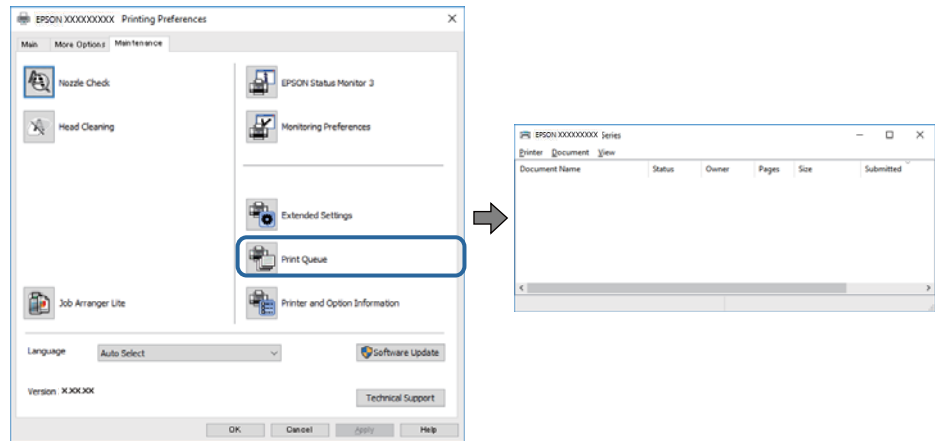 EPSON XXXXXXXXX Printing Preferences
Main More Options Maintenance
Nozzle Check
EPSON Status Monitor 3
Head Cleaning
Monitoring Preferences
Extended Settings
Print Queue
Job Arranger Lite
Printer and Option Information
Language Auto Select
Software Update
Version X.XX.XX
Technical Support
OK Cancel Apply Help
EPSON XXXXXXXXX Series
Printer Document View
Document Name Status Owner Pages Size Submitted